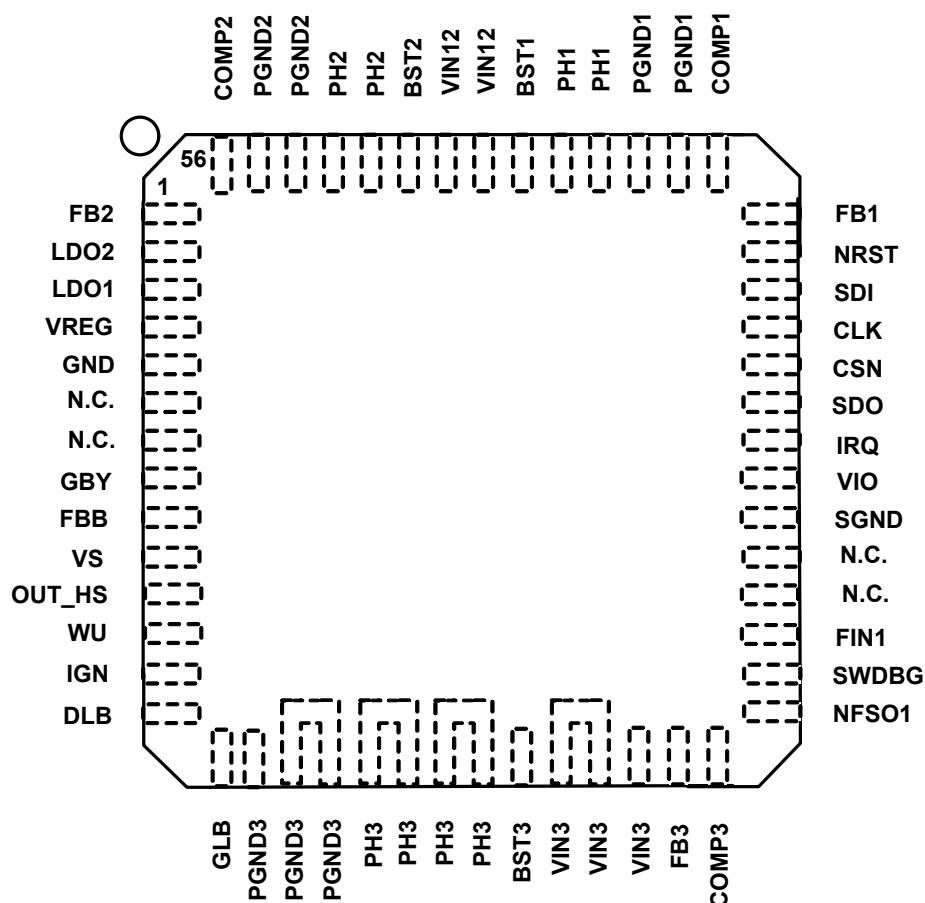 COMP2
PGND2
PGND2
PH2
PH2
BST2
VIN12
VIN12
BST1
PH1
PH1
PGND1
PGND1
COMP1
56
1
FB2
LDO2
LDO1
VREG
GND
N.C.
N.C.
GBY
FBB
VS
OUT_HS
WU
IGN
DLB
FB1
NRST
SDI
CLK
CSN
SDO
IRQ
VIO
SGND
N.C.
N.C.
FIN1
SWDBG
NFSO1
GLB
PGND3
PGND3
PGND3
PH3
PH3
PH3
PH3
BST3
VIN3
VIN3
VIN3
FB3
COMP3